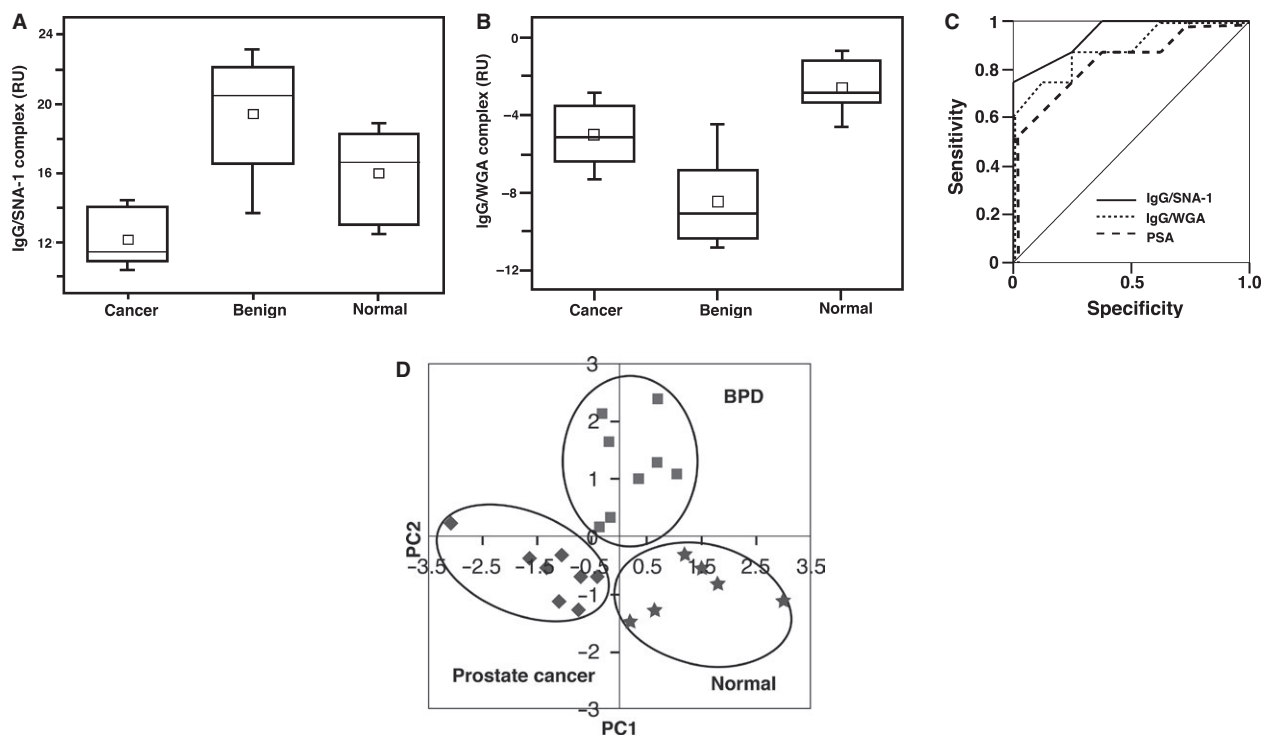 A
IgG/SNA-1 complex (RU)
24
20
16
12
Cancer
Benign
Normal
B
IgG/WGA complex (RU)
0
−4
−8
−12
Cancer
Benign
Normal
C
Sensitivity
1
0.8
0.6
0.4
0.2
0
IgG/SNA-1
IgG/WGA
PSA
0
0.5
1.0
Specificity
D
3
BPD
2
1
PC2
0
−3.5 −2.5 −1.5 −0.5 0.5 1.5 2.5 3.5
−1
−2
Prostate cancer
Normal
−3
PC1